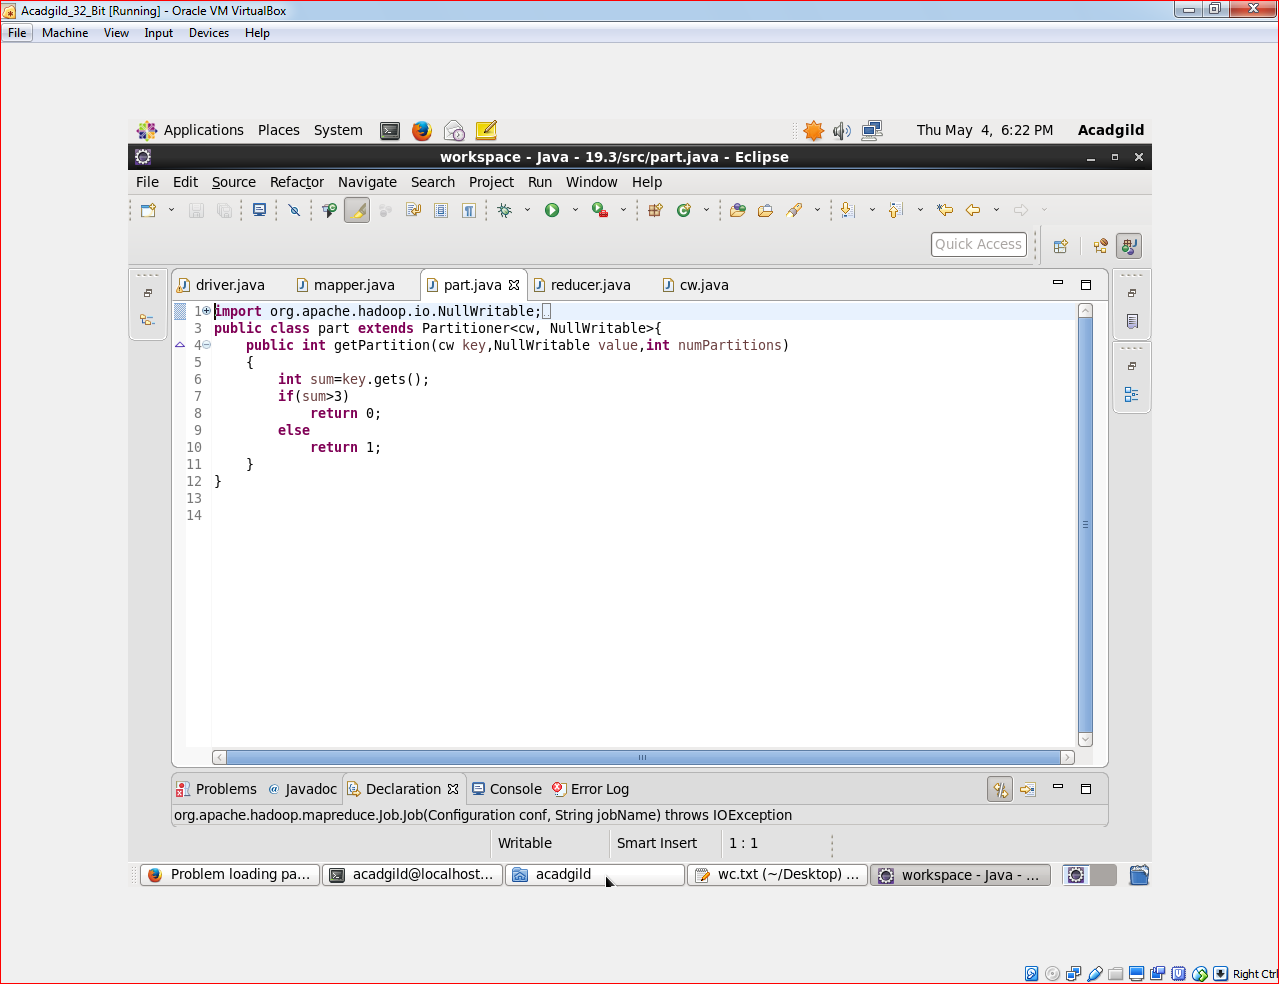 Acadgild_32_Bit [Running] - Oracle VM VirtualBox
File Machine View Input Devices Help
Applications Places System Thu May 4, 6:22 PM Acadgild
workspace - Java - 19.3/src/part.java - Eclipse
File Edit Source Refactor Navigate Search Project Run Window Help
Quick Access
driver.java mapper.java part.java reducer.java cw.java
1 import org.apache.hadoop.io.NullWritable;
3 public class part extends Partitioner<cw, NullWritable>{
4 public int getPartition(cw key,NullWritable value,int numPartitions)
5 {
6 int sum=key.gets();
7 if(sum>3)
8 return 0;
9 else
10 return 1;
11 }
12 }
13
14
Problems Javadoc Declaration Console Error Log
org.apache.hadoop.mapreduce.Job.Job(Configuration conf, String jobName) throws IOException
Writable Smart Insert 1 : 1
Problem loading pa... acadgild@localhost... acadgild wc.txt (~/Desktop) ... workspace - Java - ...
Right Ctrl